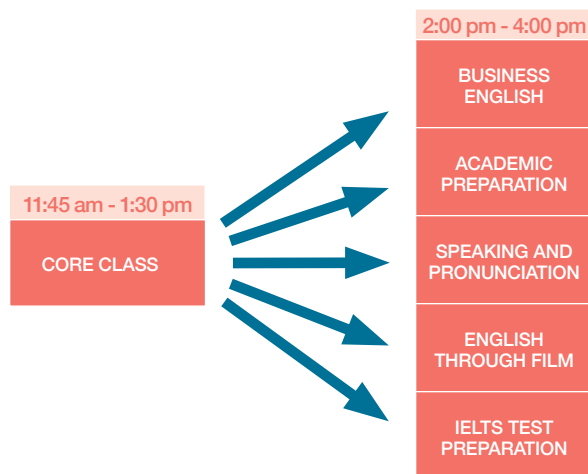 11:45 am - 1:30 pm
CORE CLASS
2:00 pm - 4:00 pm
BUSINESS
ENGLISH
ACADEMIC
PREPARATION
SPEAKING AND
PRONUNCIATION
ENGLISH
THROUGH FILM
IELTS TEST
PREPARATION